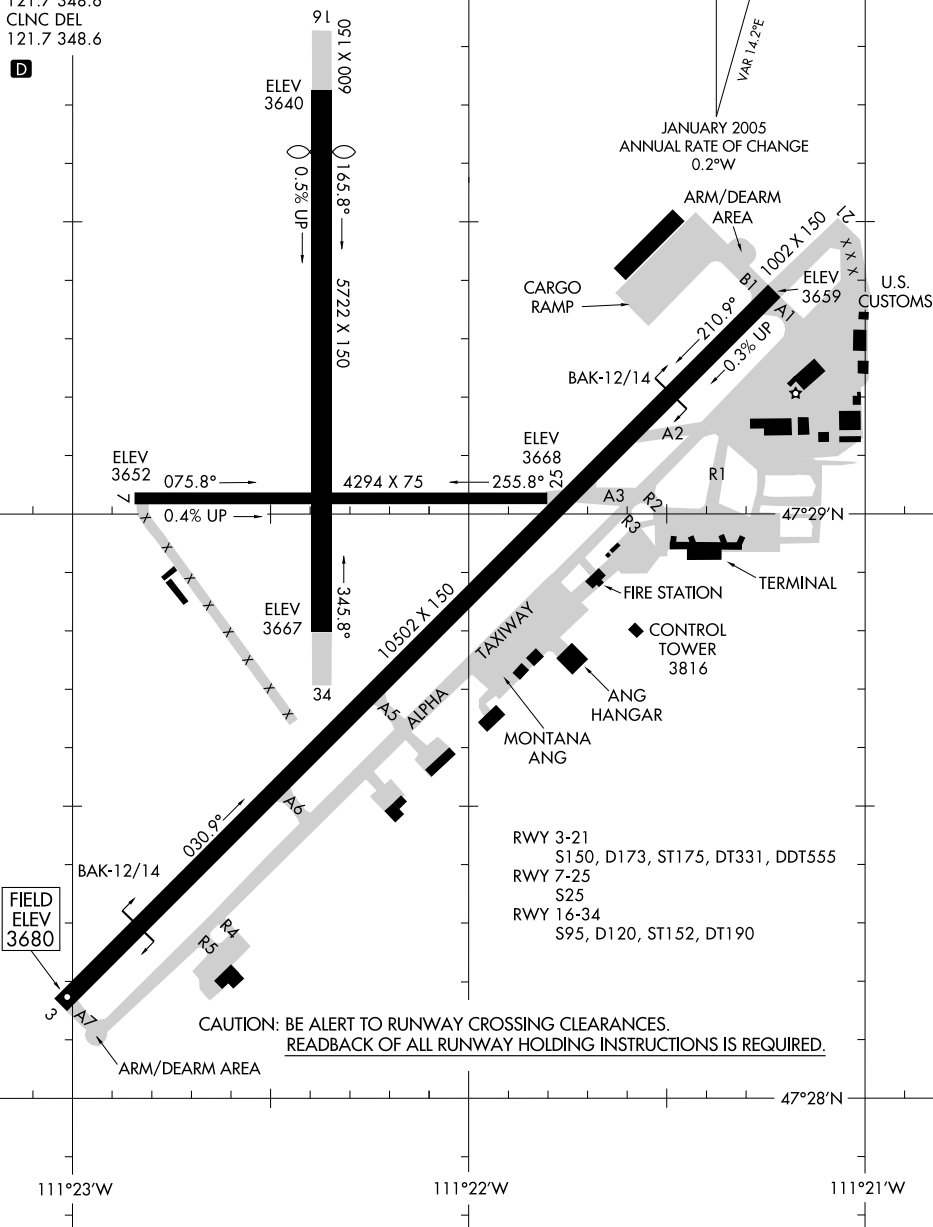 121.7 348.6
CLNC DEL
121.7 348.6
D
16
600 X 150
ELEV
3640
0.5% UP
165.8°
5722 X 150
VAR 14.2°E
JANUARY 2005
ANNUAL RATE OF CHANGE
0.2°W
ARM/DEARM
AREA
21
1002 X 150
X X X
CARGO
RAMP
B1
ELEV
3659
A1
U.S.
CUSTOMS
210.9°
0.3% UP
BAK-12/14
A2
ELEV
3652
7
075.8°
4294 X 75
255.8°
ELEV
3668
25
A3
R2
R1
R3
0.4% UP
47°29'N
X X X X X X X X
TERMINAL
FIRE STATION
CONTROL
TOWER
3816
345.8°
ELEV
3667
34
10502 X 150
ALPHA TAXIWAY
ANG
HANGAR
MONTANA
ANG
A5
A6
030.9°
BAK-12/14
RWY 3-21
S150, D173, ST175, DT331, DDT555
RWY 7-25
S25
RWY 16-34
S95, D120, ST152, DT190
FIELD
ELEV
3680
R4
R5
3
A7
CAUTION: BE ALERT TO RUNWAY CROSSING CLEARANCES.
READBACK OF ALL RUNWAY HOLDING INSTRUCTIONS IS REQUIRED.
ARM/DEARM AREA
47°28'N
111°23'W
111°22'W
111°21'W